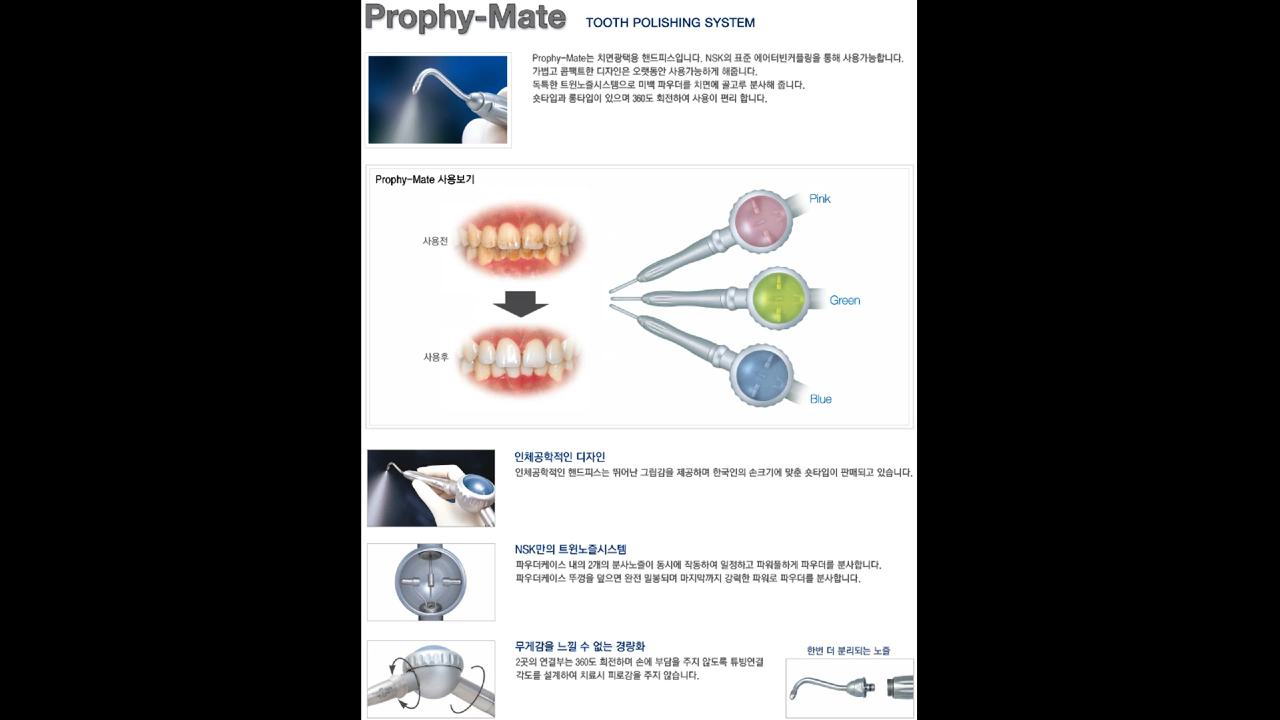 Prophy-Mate TOOTH POLISHING SYSTEM
Prophy-Mate는 치면광택용 핸드피스입니다. NSK의 표준 에어터빈커플링을 통해 사용가능합니다.
가볍고 콤팩트한 디자인은 오랫동안 사용가능하게 해줍니다.
독특한 트윈노즐시스템으로 미백 파우더를 치면에 골고루 분사해 줍니다.
숏타입과 롱타입이 있으며 360도 회전하여 사용이 편리 합니다.
Prophy-Mate 사용보기
사용전
사용후
Pink
Green
Blue
인체공학적인 디자인
인체공학적인 핸드피스는 뛰어난 그립감을 제공하며 한국인의 손크기에 맞춘 숏타입이 판매되고 있습니다.
NSK만의 트윈노즐시스템
파우더케이스 내의 2개의 분사노즐이 동시에 작동하여 일정하고 파워풀하게 파우더를 분사합니다.
파우더케이스 뚜껑을 덮으면 완전 밀봉되며 마지막까지 강력한 파워로 파우더를 분사합니다.
무게감을 느낄 수 없는 경량화
2곳의 연결부는 360도 회전하며 손에 부담을 주지 않도록 튜빙연결
각도를 설계하여 치료시 피로감을 주지 않습니다.
한번 더 분리되는 노즐